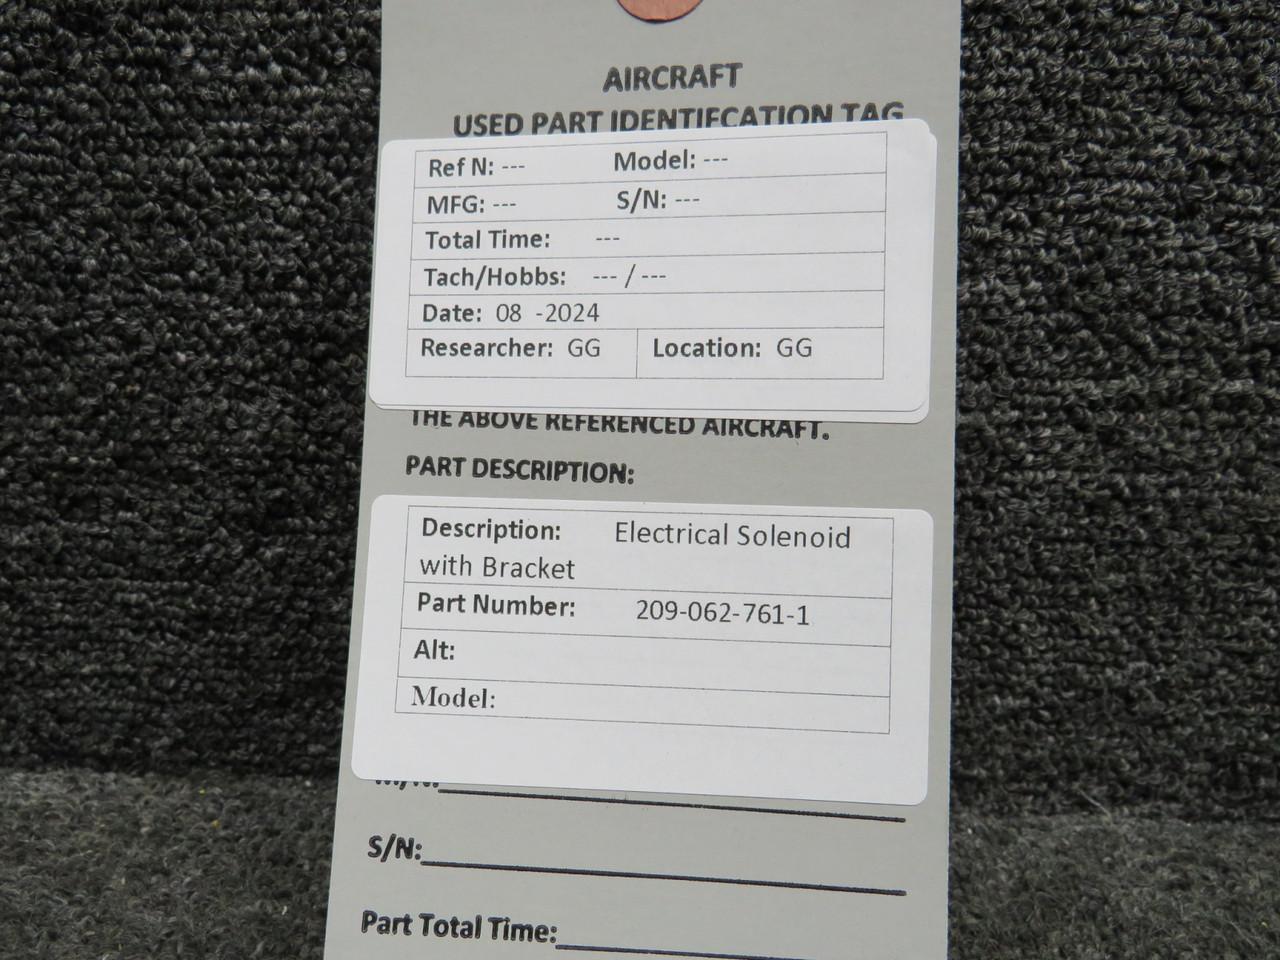 AIRCRAFT
USED PART IDENTIFCATION TAG
Ref N: --- Model: ---
MFG: --- S/N: ---
Total Time: ---
Tach/Hobbs: --- / ---
Date: 08 -2024
Researcher: GG Location: GG
THE ABOVE REFERENCED AIRCRAFT.
PART DESCRIPTION:
Description: Electrical Solenoid
with Bracket
Part Number: 209-062-761-1
Alt:
Model:
S/N:
Part Total Time: